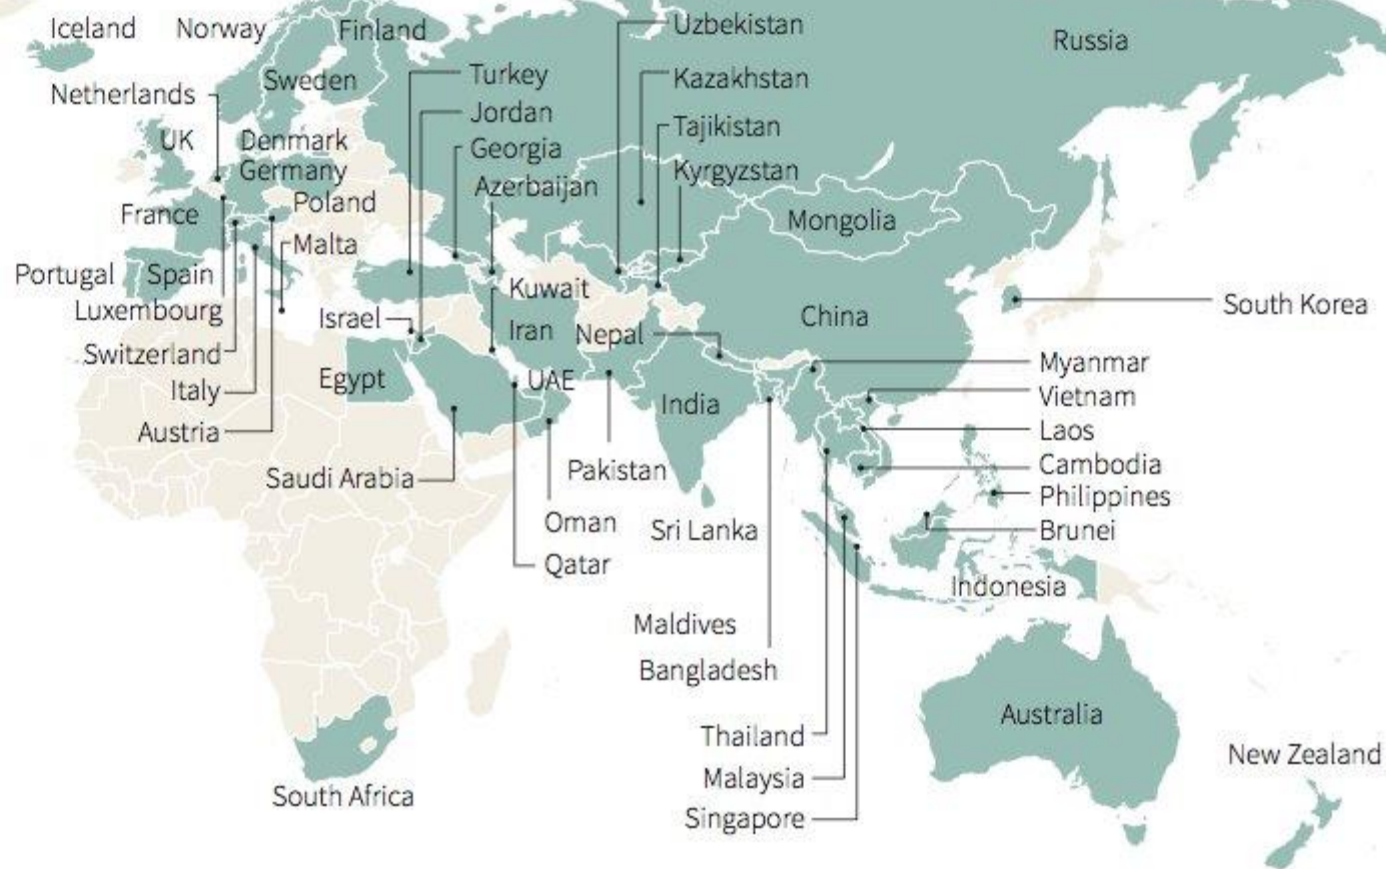 Iceland
Norway
Finland
Uzbekistan
Russia
Sweden
Turkey
Kazakhstan
Netherlands
Jordan
Tajikistan
UK
Denmark
Georgia
Germany
Kyrgyzstan
Azerbaijan
Poland
France
Mongolia
Malta
Portugal
Spain
Kuwait
South Korea
Luxembourg
Israel
Iran
Nepal
China
Switzerland
Myanmar
Egypt
UAE
Italy
Vietnam
India
Austria
Laos
Cambodia
Saudi Arabia
Pakistan
Philippines
Oman
Sri Lanka
Brunei
Qatar
Indonesia
Maldives
Bangladesh
Australia
Thailand
New Zealand
Malaysia
South Africa
Singapore